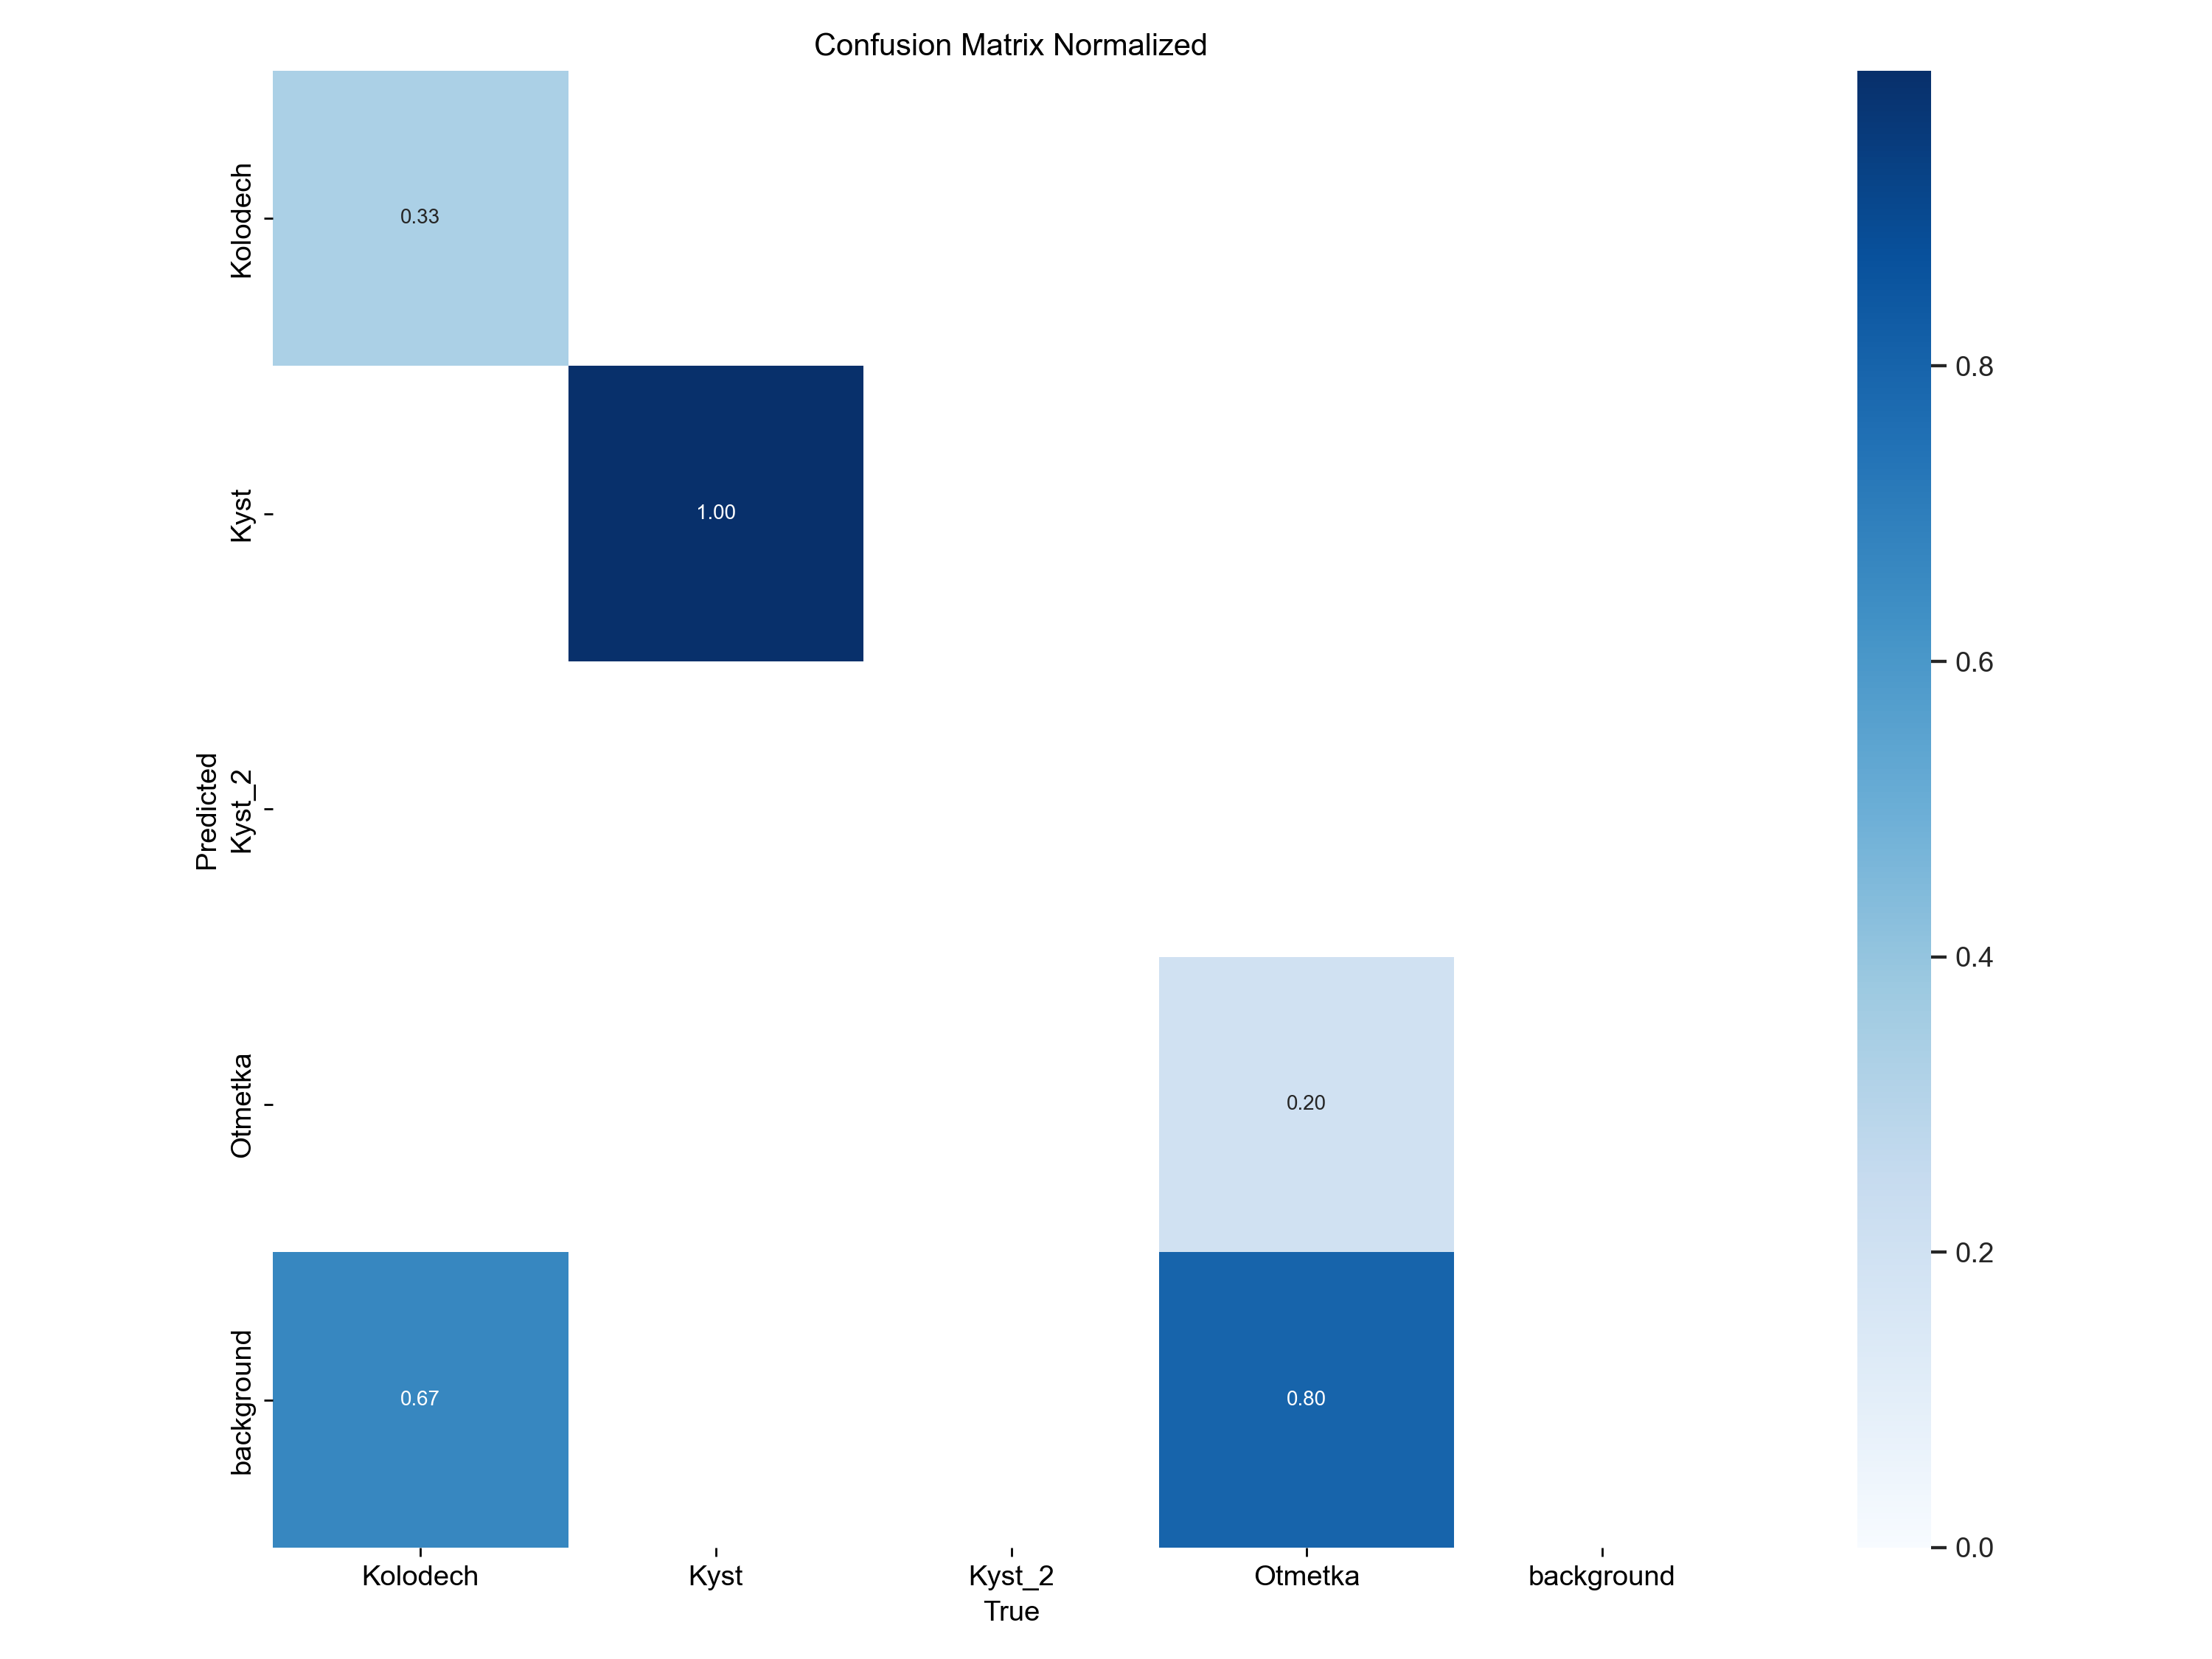 Confusion Matrix Normalized
Kolodech
0.33
Kyst
1.00
0.8
0.6
Predicted
Kyst_2
0.4
Otmetka
0.20
0.2
background
0.67
0.80
0.0
Kolodech Kyst Kyst_2 Otmetka background
True